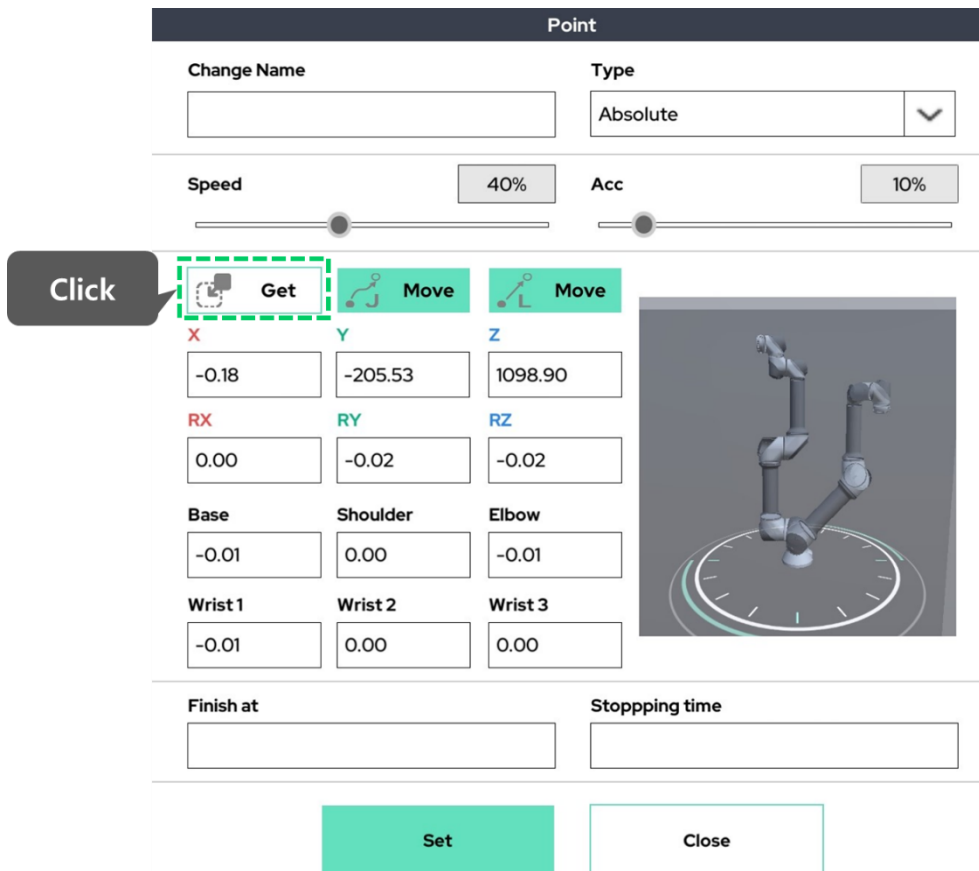 Point
Change Name
Type
Absolute
Speed
40%
Acc
10%
Click
Get
J
Move
L
Move
X
Y
Z
-0.18
-205.53
1098.90
RX
RY
RZ
0.00
-0.02
-0.02
Base
Shoulder
Elbow
-0.01
0.00
-0.01
Wrist 1
Wrist 2
Wrist 3
-0.01
0.00
0.00
Finish at
Stoppping time
Set
Close